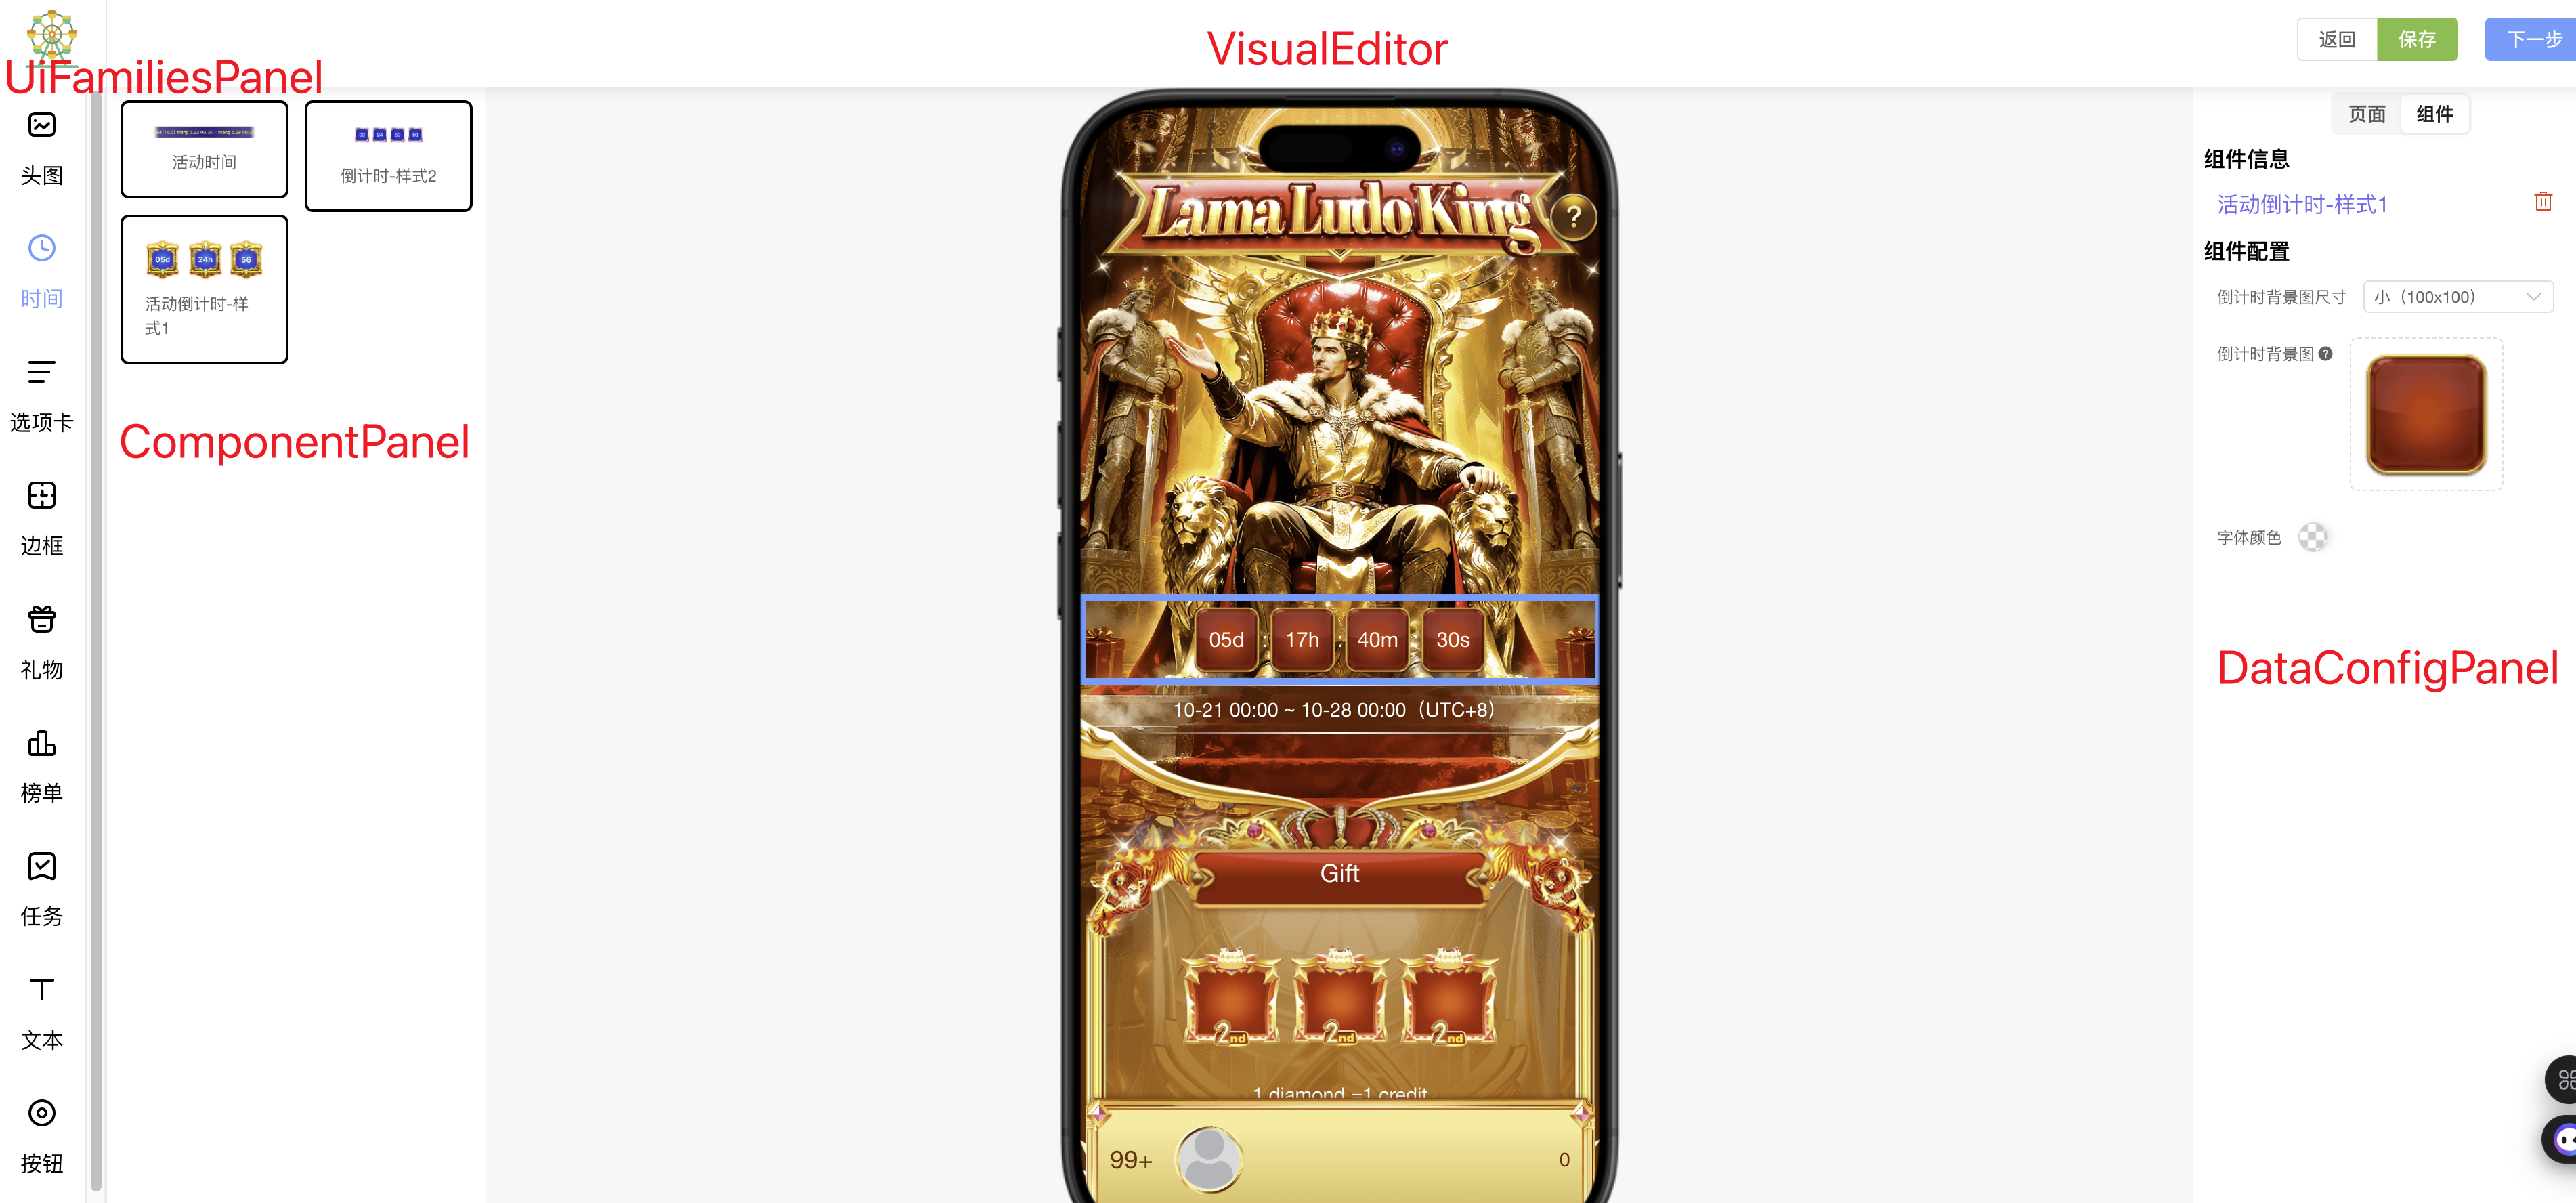 UiFamiliesPanel
VisualEditor
返回
保存
下一步
头图
时间
选项卡
边框
礼物
榜单
任务
文本
按钮
活动时间
倒计时-样式2
05d
24h
56
活动倒计时-样
式1
ComponentPanel
Lama Ludo King
?
05d : 17h : 40m : 30s
10-21 00:00 ~ 10-28 00:00（UTC+8）
Gift
2nd
2nd
2nd
1 diamond =1 credit
99+
0
页面
组件
组件信息
活动倒计时-样式1
组件配置
倒计时背景图尺寸
小（100x100）
倒计时背景图
?
字体颜色
DataConfigPanel